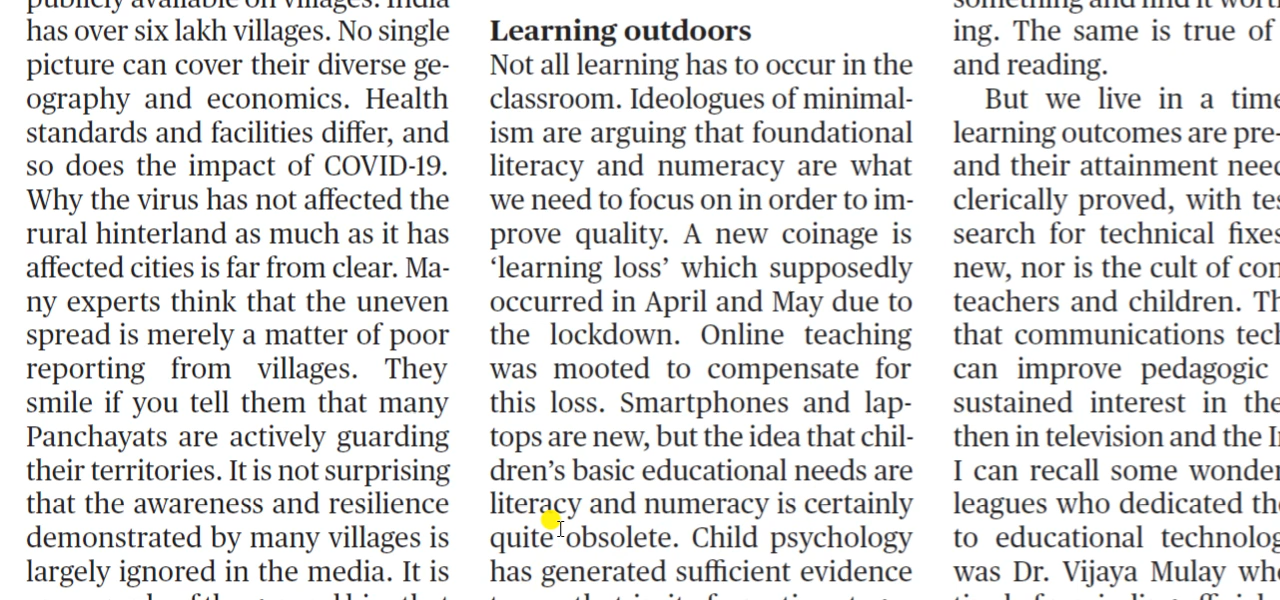 publicly available on villages. India
has over six lakh villages. No single
picture can cover their diverse ge-
ography and economics. Health
standards and facilities differ, and
so does the impact of COVID-19.
Why the virus has not affected the
rural hinterland as much as it has
affected cities is far from clear. Ma-
ny experts think that the uneven
spread is merely a matter of poor
reporting from villages. They
smile if you tell them that many
Panchayats are actively guarding
their territories. It is not surprising
that the awareness and resilience
demonstrated by many villages is
largely ignored in the media. It is
Learning outdoors
Not all learning has to occur in the
classroom. Ideologues of minimal-
ism are arguing that foundational
literacy and numeracy are what
we need to focus on in order to im-
prove quality. A new coinage is
‘learning loss’ which supposedly
occurred in April and May due to
the lockdown. Online teaching
was mooted to compensate for
this loss. Smartphones and lap-
tops are new, but the idea that chil-
dren’s basic educational needs are
literacy and numeracy is certainly
quite obsolete. Child psychology
has generated sufficient evidence
something and find it
ing. The same is true of
and reading.
But we live in a time
learning outcomes are pre-
and their attainment
clerically proved, with
search for technical fixes
new, nor is the cult of
teachers and children.
that communications
can improve pedagogic
sustained interest in the
then in television and the
I can recall some
leagues who dedicated
to educational
was Dr. Vijaya Mulay